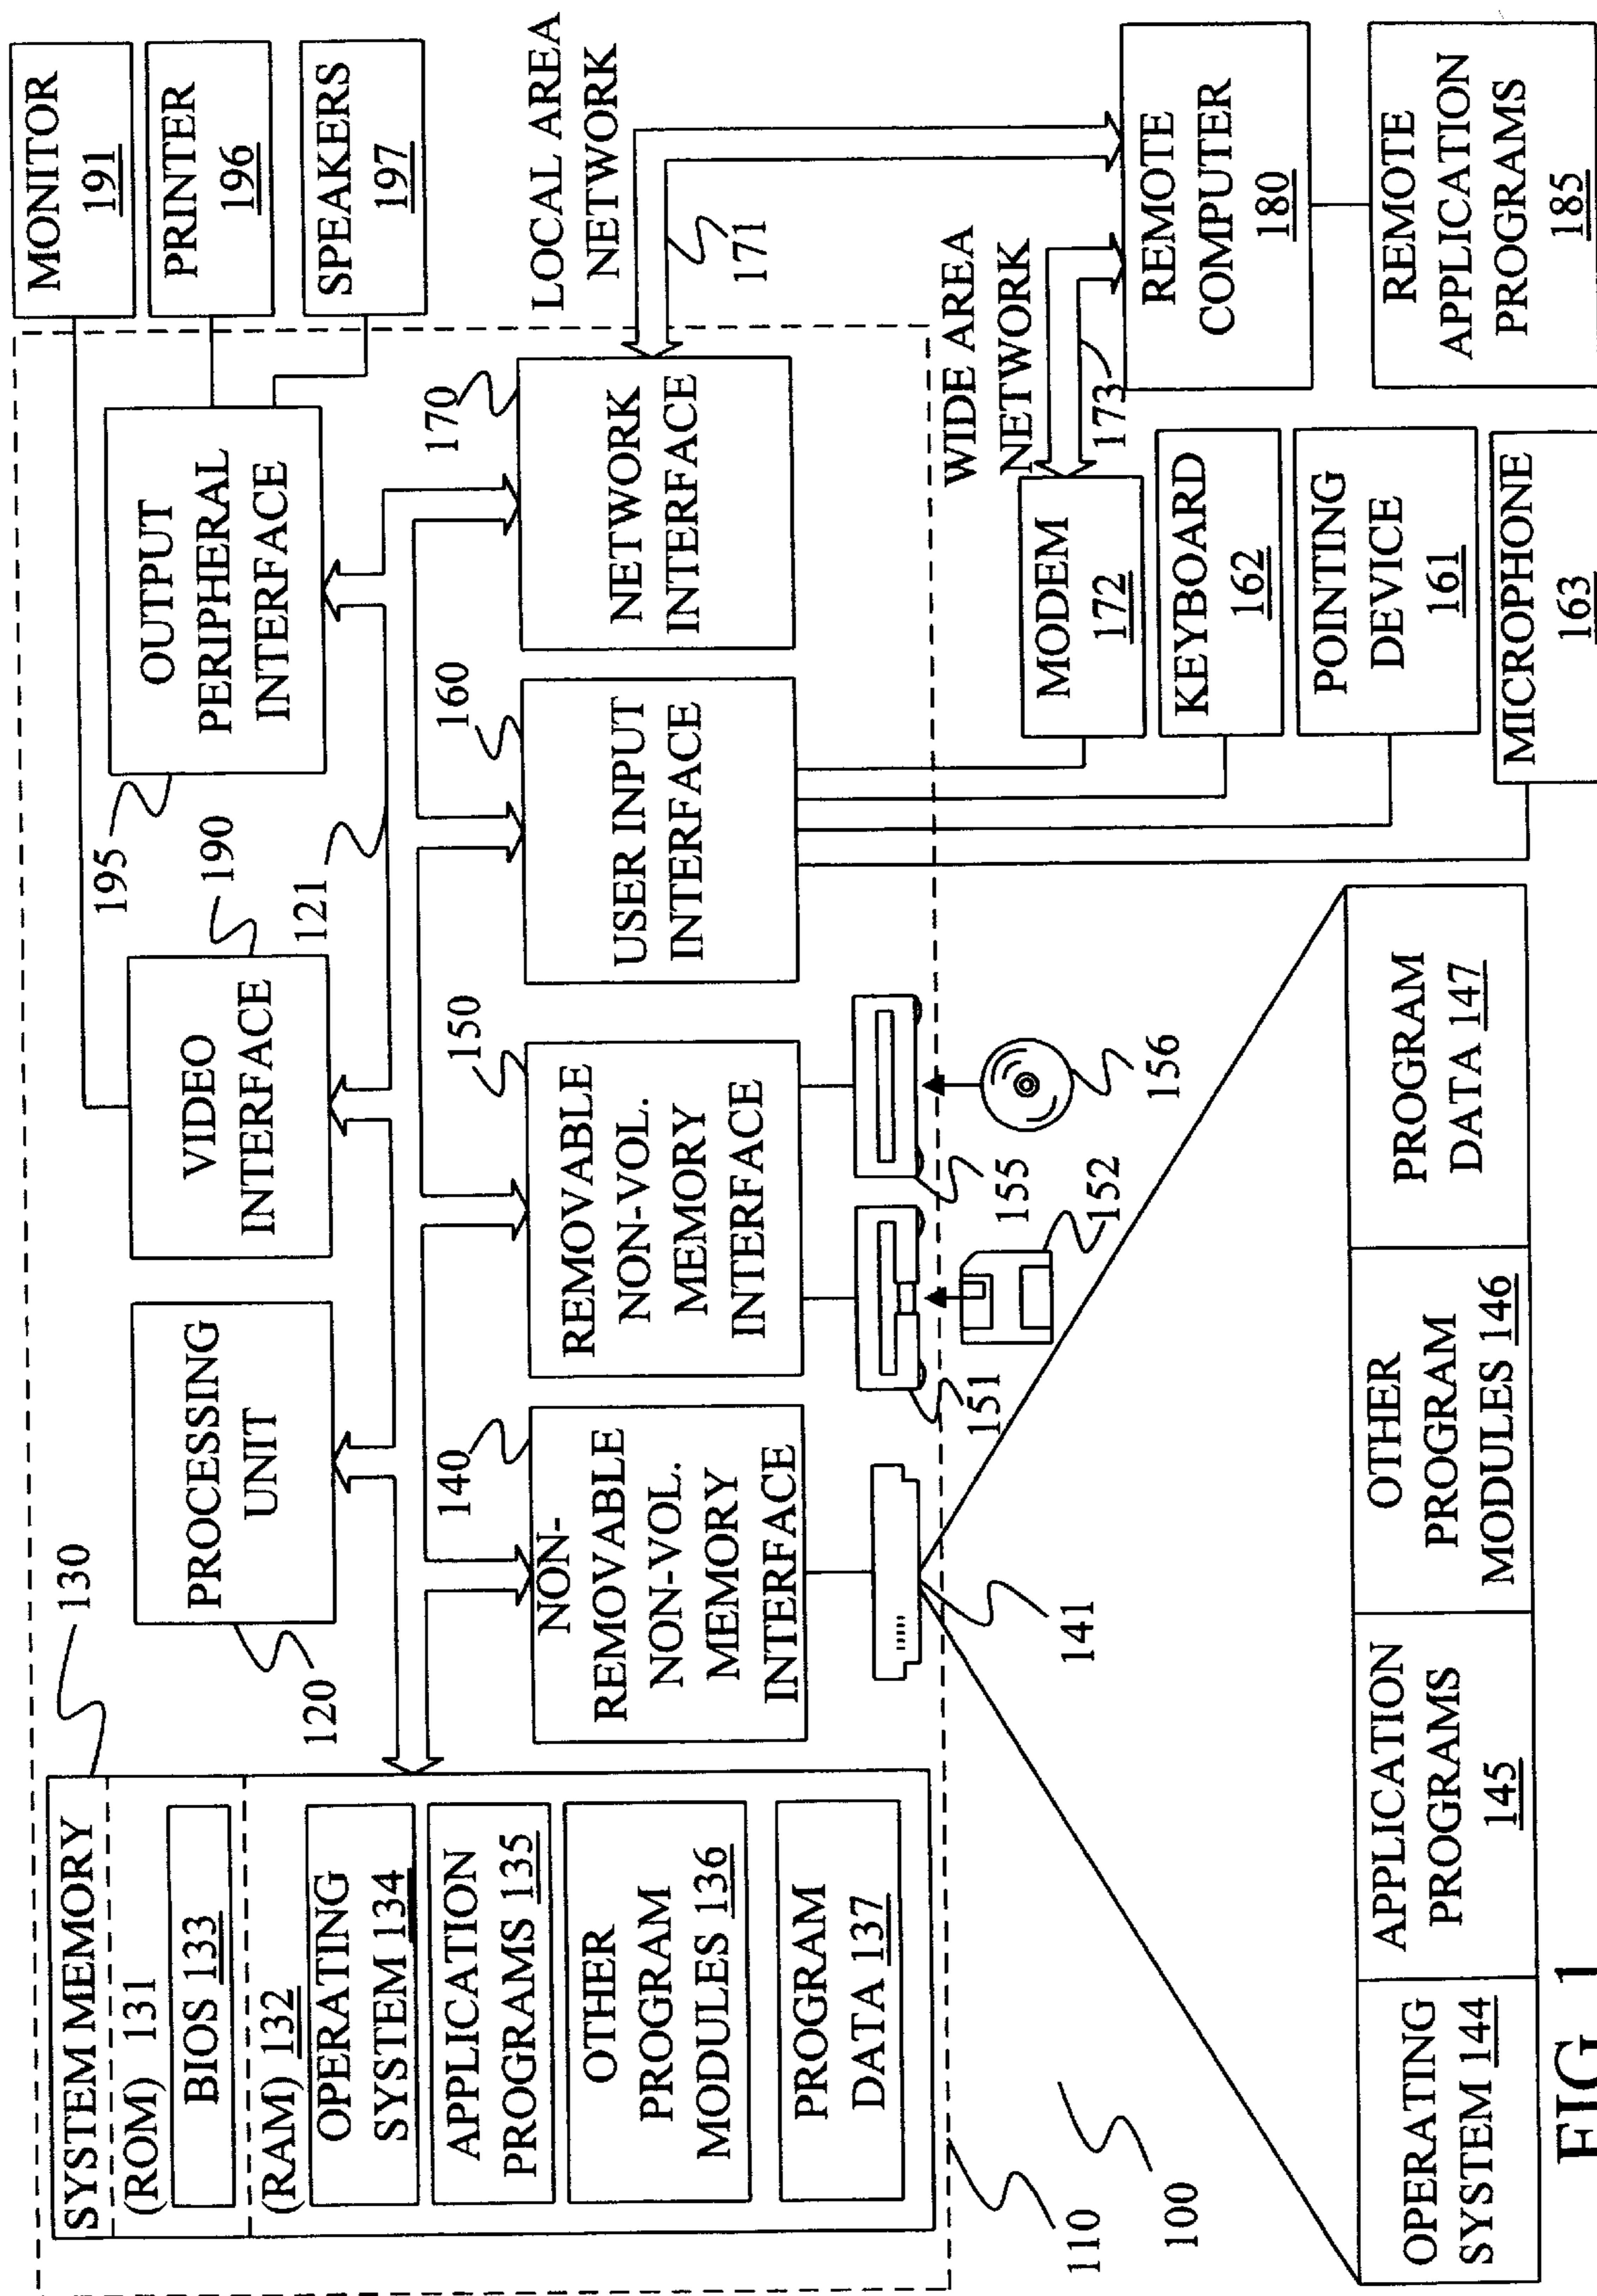 SYSTEM MEMORY
(ROM) 131
BIOS 133
(RAM) 132
OPERATING
SYSTEM 134
APPLICATION
PROGRAMS 135
OTHER
PROGRAM
MODULES 136
PROGRAM
DATA 137
130
PROCESSING
UNIT
120
VIDEO
INTERFACE
190
121
OUTPUT
PERIPHERAL
INTERFACE
195
MONITOR
191
PRINTER
196
SPEAKERS
197
140
NON-
REMOVABLE
NON-VOL.
MEMORY
INTERFACE
150
REMOVABLE
NON-VOL.
MEMORY
INTERFACE
160
USER INPUT
INTERFACE
170
NETWORK
INTERFACE
LOCAL AREA
NETWORK
171
WIDE AREA
NETWORK
173
141
151
152
155
156
MODEM
172
KEYBOARD
162
POINTING
DEVICE
161
MICROPHONE
163
REMOTE
COMPUTER
180
REMOTE
APPLICATION
PROGRAMS
185
110
100
OPERATING
SYSTEM 144
APPLICATION
PROGRAMS
145
OTHER
PROGRAM
MODULES 146
PROGRAM
DATA 147
FIG. 1